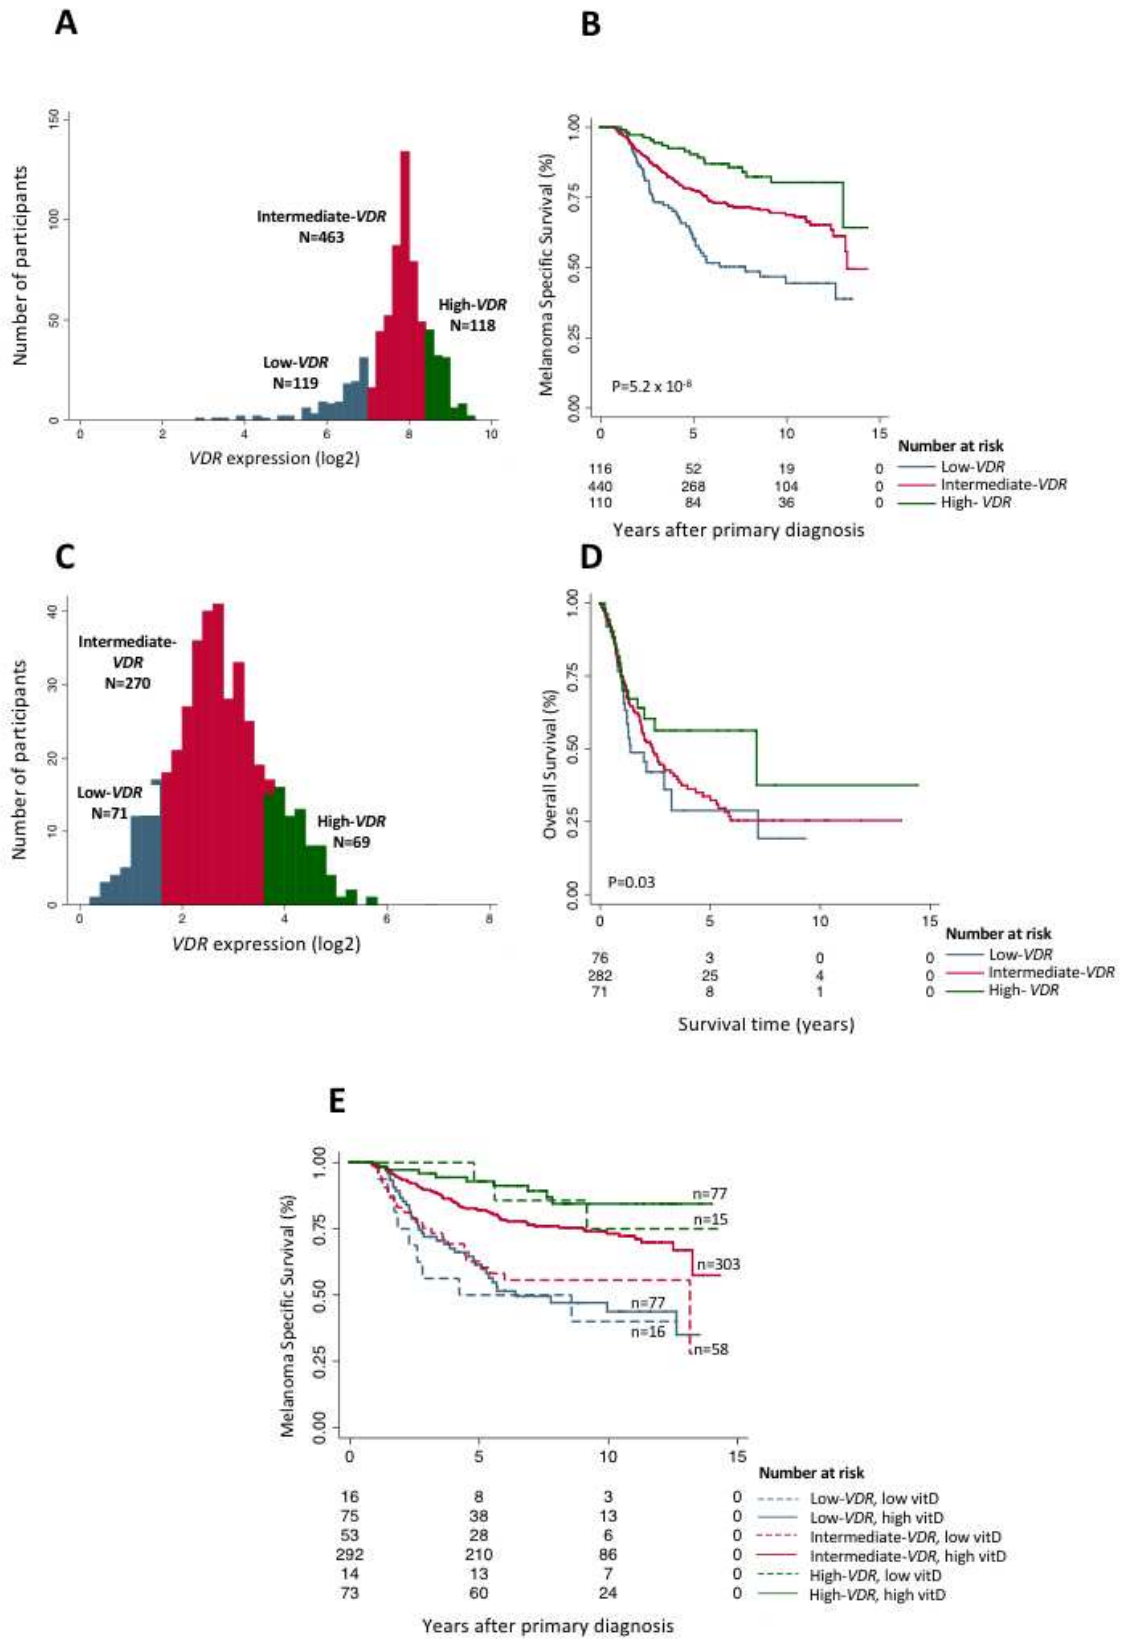 A
B
150
100
50
0
Number of participants
Intermediate-VDR
N=463
High-VDR
N=118
Low-VDR
N=119
0 2 4 6 8 10
VDR expression (log2)
1.00
0.75
0.50
0.25
0.00
Melanoma Specific Survival (%)
P=5.2 x 10-8
0 5 10 15
Number at risk
116 52 19 0 Low-VDR
440 268 104 0 Intermediate-VDR
110 84 36 0 High- VDR
Years after primary diagnosis
C
D
40
30
20
10
0
Number of participants
Intermediate-
VDR
N=270
Low-VDR
N=71
High-VDR
N=69
0 2 4 6 8
VDR expression (log2)
1.00
0.75
0.50
0.25
0.00
Overall Survival (%)
P=0.03
0 5 10 15
Number at risk
76 3 0 0 Low-VDR
282 25 4 0 Intermediate-VDR
71 8 1 0 High- VDR
Survival time (years)
E
1.00
0.75
0.50
0.25
0.00
Melanoma Specific Survival (%)
n=77
n=15
n=303
n=77
n=16
n=58
0 5 10 15
Number at risk
16 8 3 0 Low-VDR, low vitD
75 38 13 0 Low-VDR, high vitD
53 28 6 0 Intermediate-VDR, low vitD
292 210 86 0 Intermediate-VDR, high vitD
14 13 7 0 High-VDR, low vitD
73 60 24 0 High-VDR, high vitD
Years after primary diagnosis